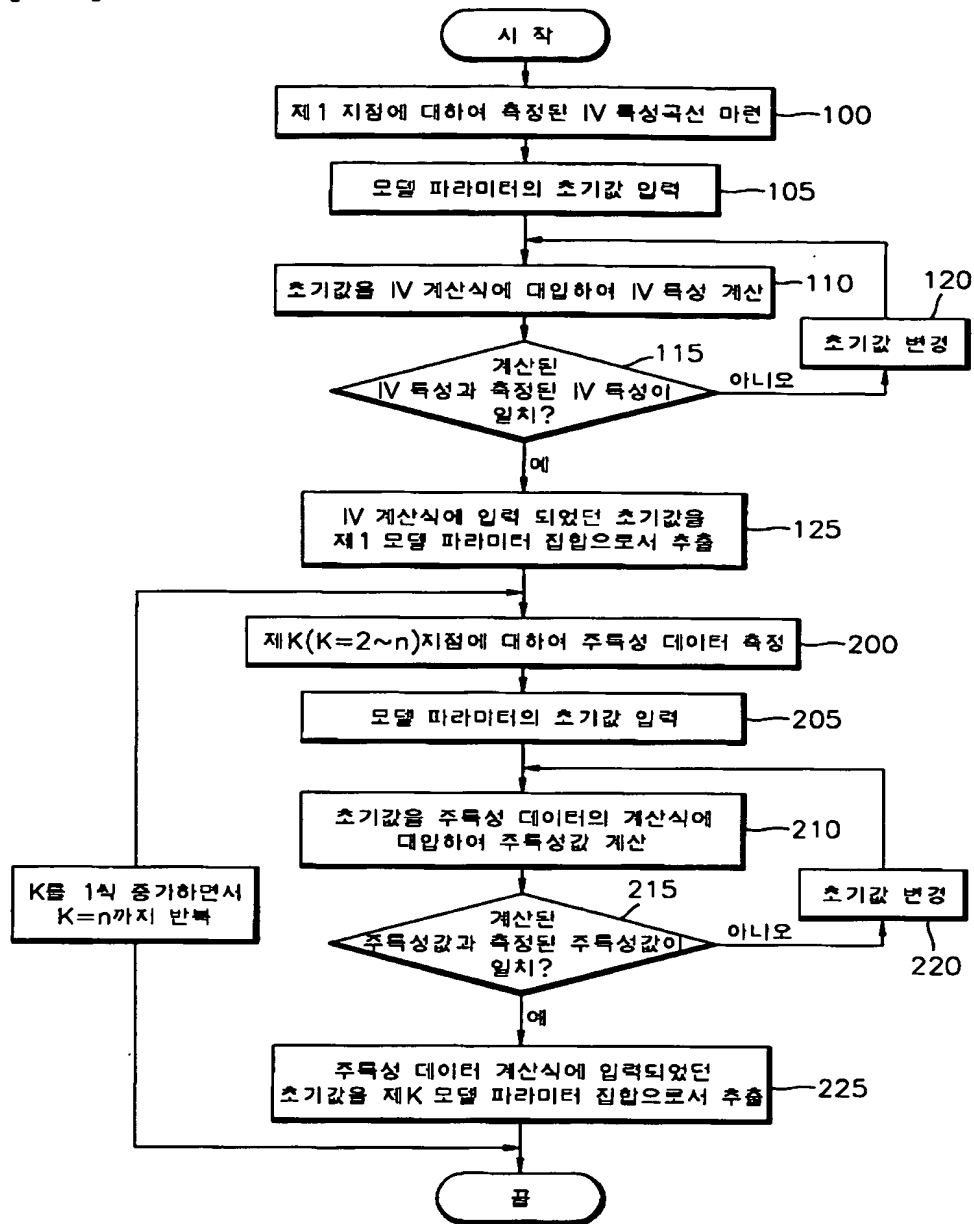 시 작
제1 지점에 대하여 측정된 IV 특성곡선 마련
100
모델 파라미터의 초기값 입력
105
초기값을 IV 계산식에 대입하여 IV 특성 계산
110
120
초기값 변경
115
계산된
IV 특성과 측정된 IV 특성이
일치?
아니오
예
IV 계산식에 입력 되었던 초기값을
제1 모델 파라미터 집합으로서 추출
125
제K(K=2~n)지점에 대하여 주특성 데이터 측정
200
모델 파라미터의 초기값 입력
205
초기값을 주특성 데이터의 계산식에
대입하여 주특성값 계산
210
K를 1씩 증가하면서
K=n까지 반복
215
계산된
주특성값과 측정된 주특성값이
일치?
아니오
초기값 변경
220
예
주특성 데이터 계산식에 입력되었던
초기값을 제K 모델 파라미터 집합으로서 추출
225
끝